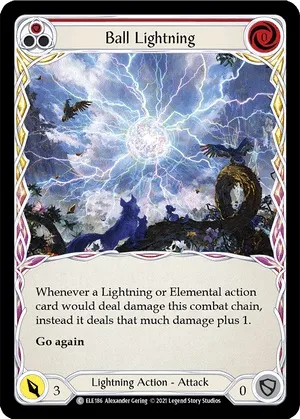 Ball Lightning
0
Whenever a Lightning or Elemental action
card would deal damage this combat chain,
instead it deals that much damage plus 1.
Go again
3
Lightning Action - Attack
0
ELE186 Alexander Gering © 2021 Legend Story Studios